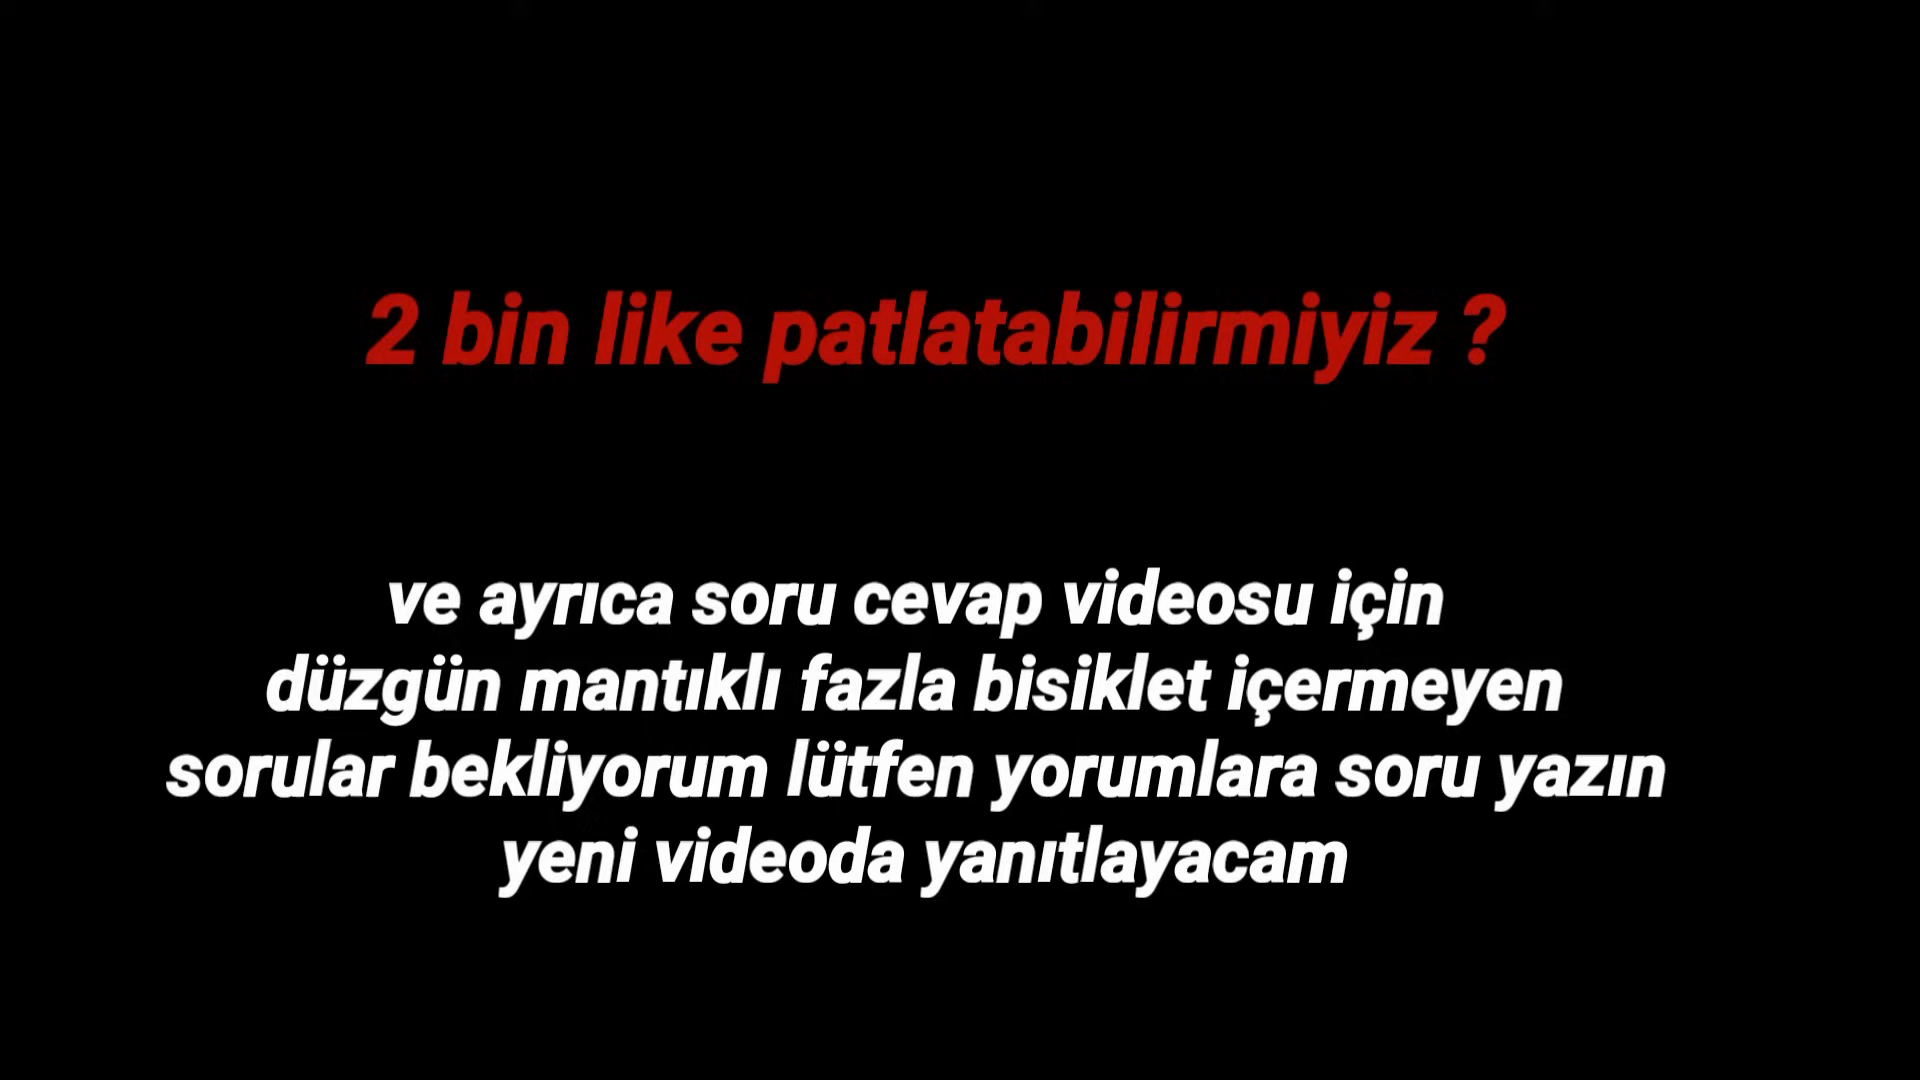 2 bin like patlatabilirmiyiz ?
ve ayrıca soru cevap videosu için
düzgün mantıklı fazla bisiklet içermeyen
sorular bekliyorum lütfen yorumlara soru yazın
yeni videoda yanıtlayacam